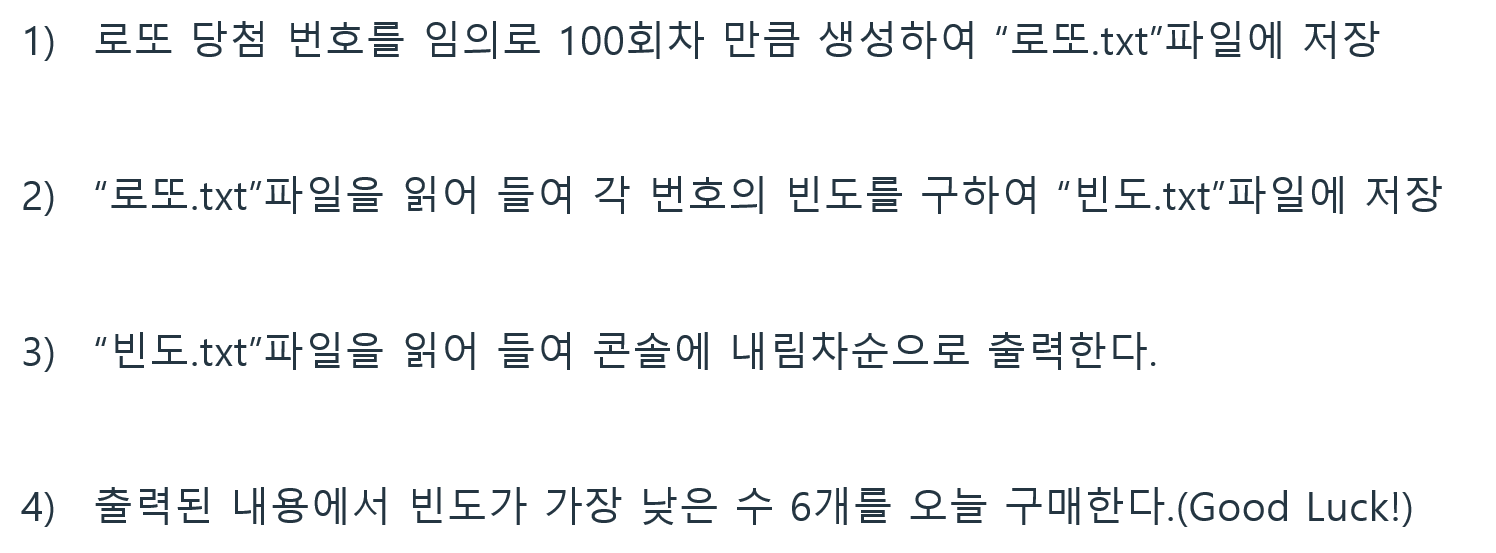 1) 로또 당첨 번호를 임의로 100회차 만큼 생성하여 “로또.txt”파일에 저장
2) “로또.txt”파일을 읽어 들여 각 번호의 빈도를 구하여 “빈도.txt”파일에 저장
3) “빈도.txt”파일을 읽어 들여 콘솔에 내림차순으로 출력한다.
4) 출력된 내용에서 빈도가 가장 낮은 수 6개를 오늘 구매한다.(Good Luck!)